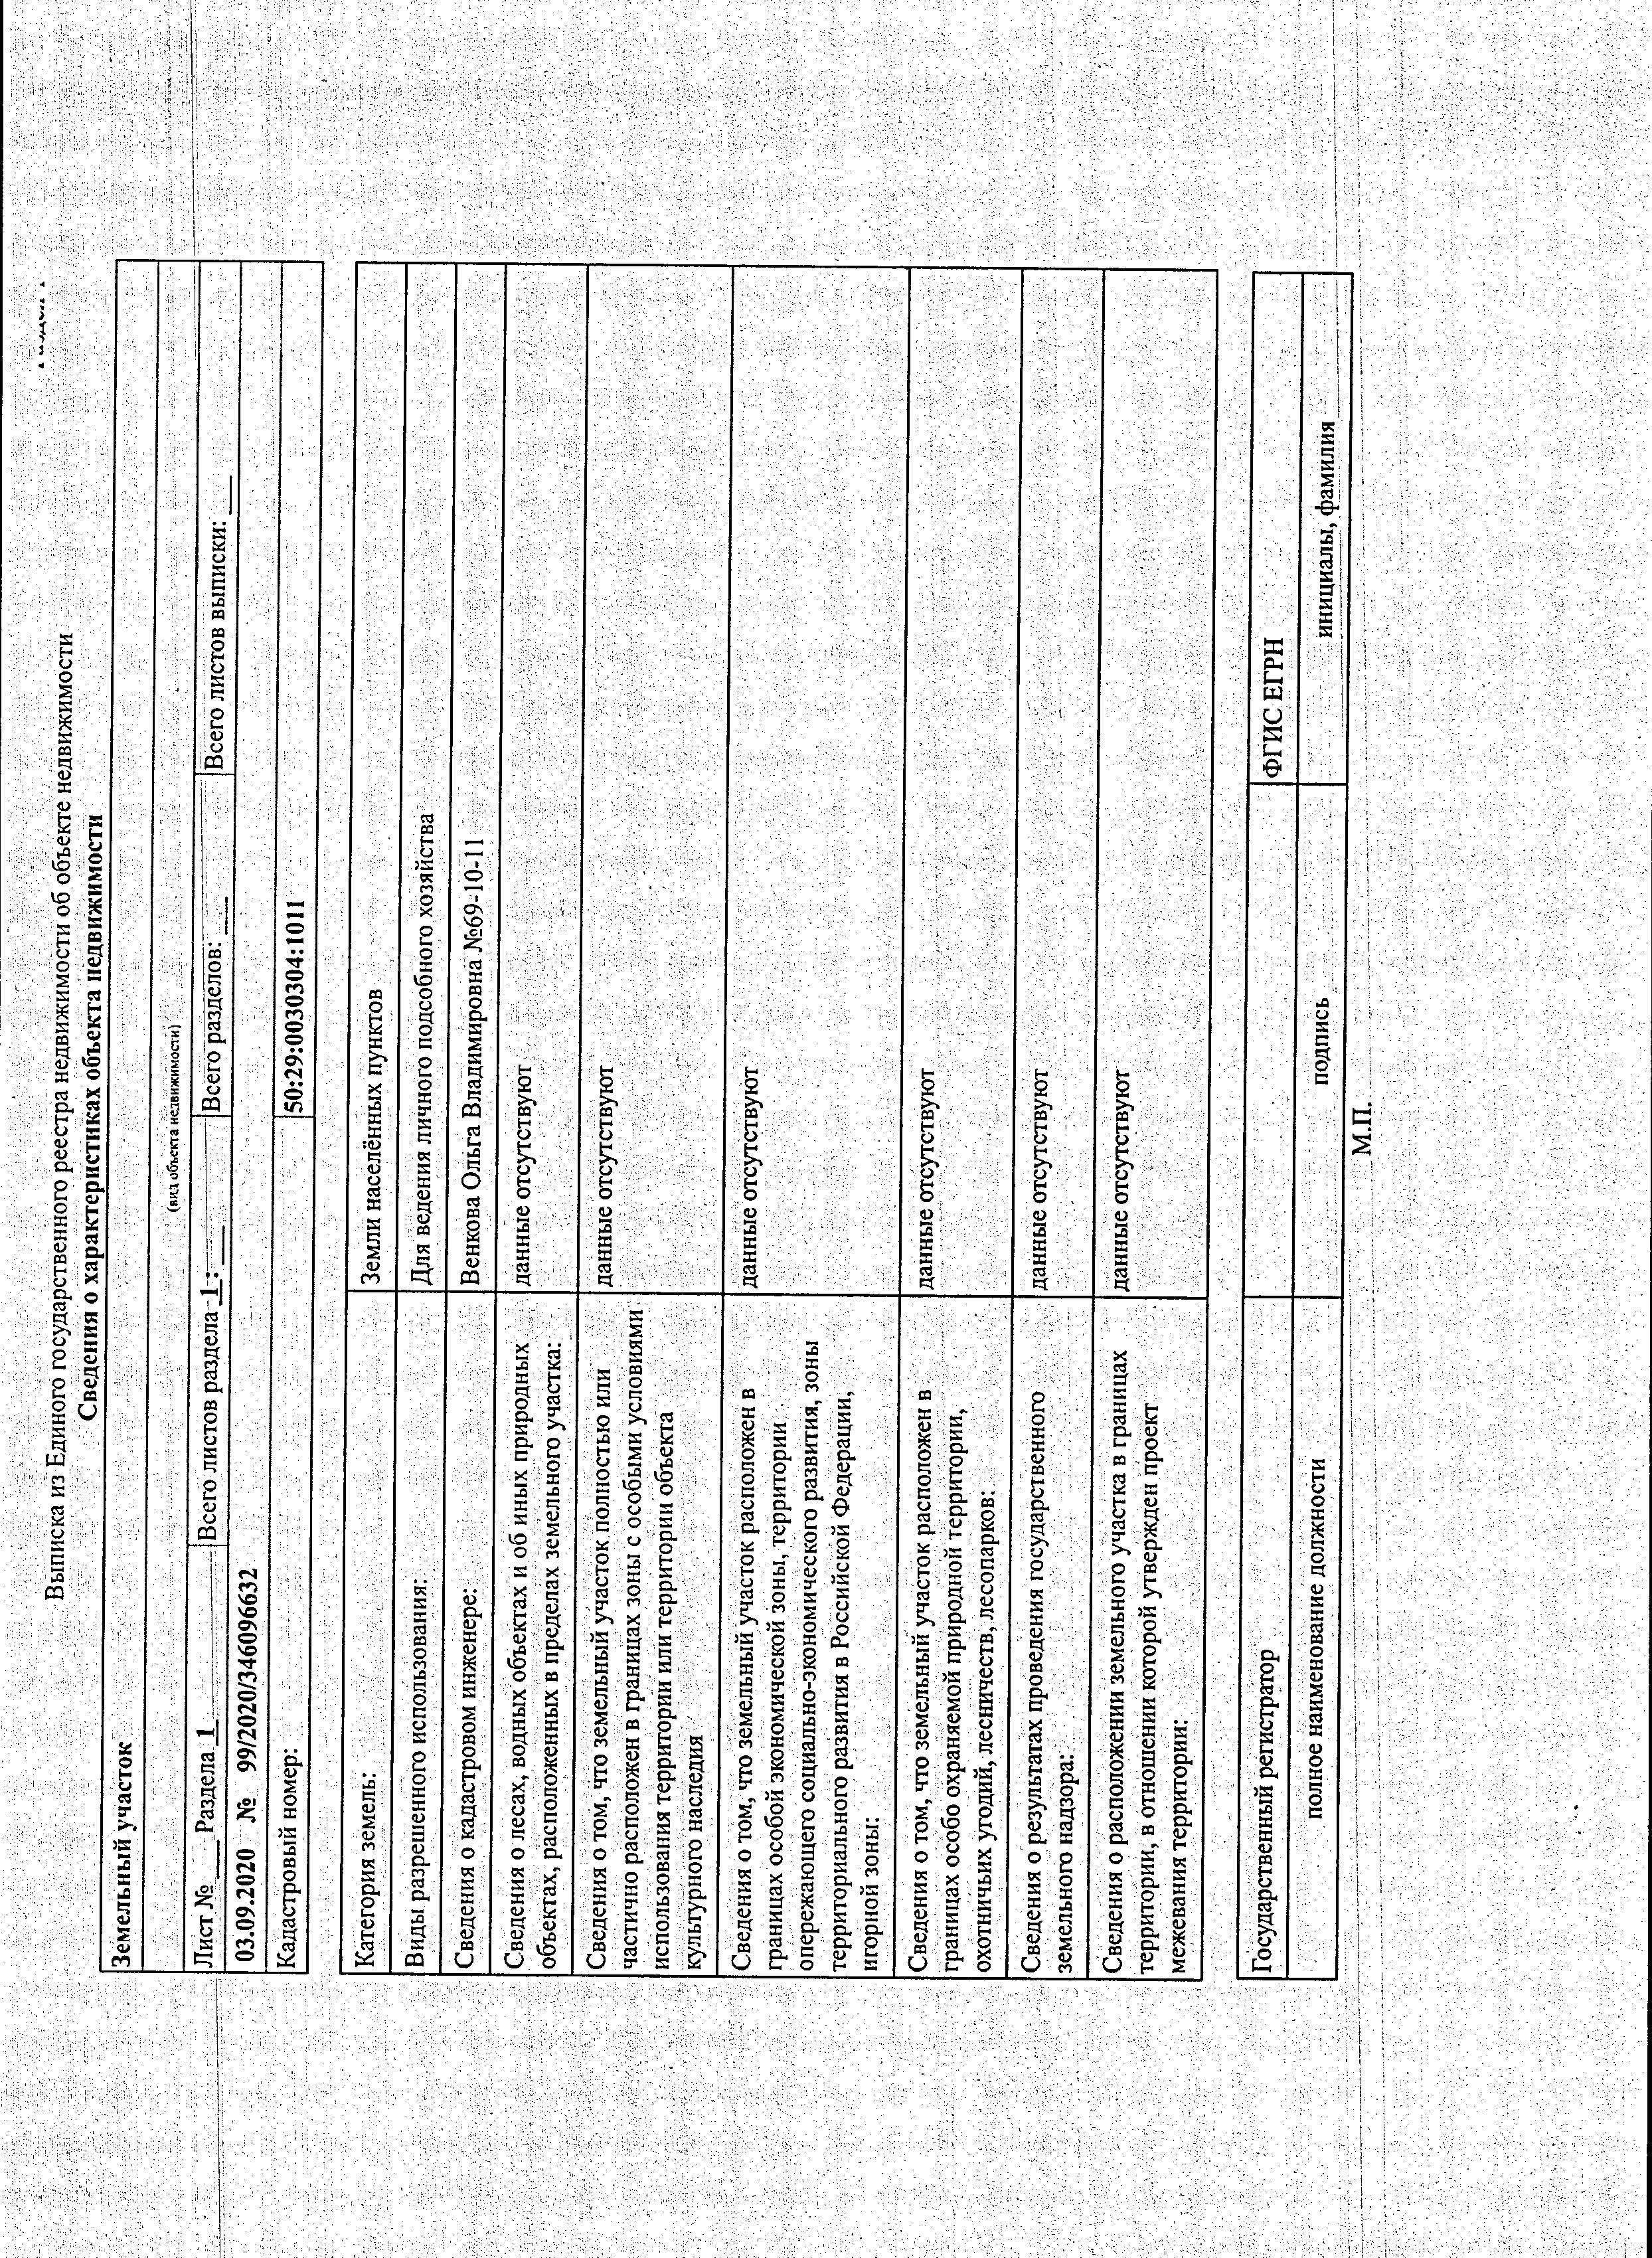 Раздел 1
Выписка из Единого государственного реестра недвижимости об объекте недвижимости
Сведения о характеристиках объекта недвижимости
Земельный участок
(вид объекта недвижимости)
Лист № ___ Раздела 1 Всего листов раздела 1: ___ Всего разделов: ___ Всего листов выписки: ___
03.09.2020 № 99/2020/346096632
Кадастровый номер: 50:29:0030304:1011
Категория земель: Земли населённых пунктов
Виды разрешенного использования: Для ведения личного подсобного хозяйства
Сведения о кадастровом инженере: Венкова Ольга Владимировна №69-10-11
Сведения о лесах, водных объектах и об иных природных данные отсутствуют
объектах, расположенных в пределах земельного участка:
Сведения о том, что земельный участок полностью или данные отсутствуют
частично расположен в границах зоны с особыми условиями
использования территории или территории объекта
культурного наследия
Сведения о том, что земельный участок расположен в данные отсутствуют
границах особой экономической зоны, территории
опережающего социально-экономического развития, зоны
территориального развития в Российской Федерации,
игорной зоны:
Сведения о том, что земельный участок расположен в данные отсутствуют
границах особо охраняемой природной территории,
охотничьих угодий, лесничеств, лесопарков:
Сведения о результатах проведения государственного данные отсутствуют
земельного надзора:
Сведения о расположении земельного участка в границах данные отсутствуют
территории, в отношении которой утвержден проект
межевания территории:
Государственный регистратор ФГИС ЕГРН
полное наименование должности подпись инициалы, фамилия
М.П.